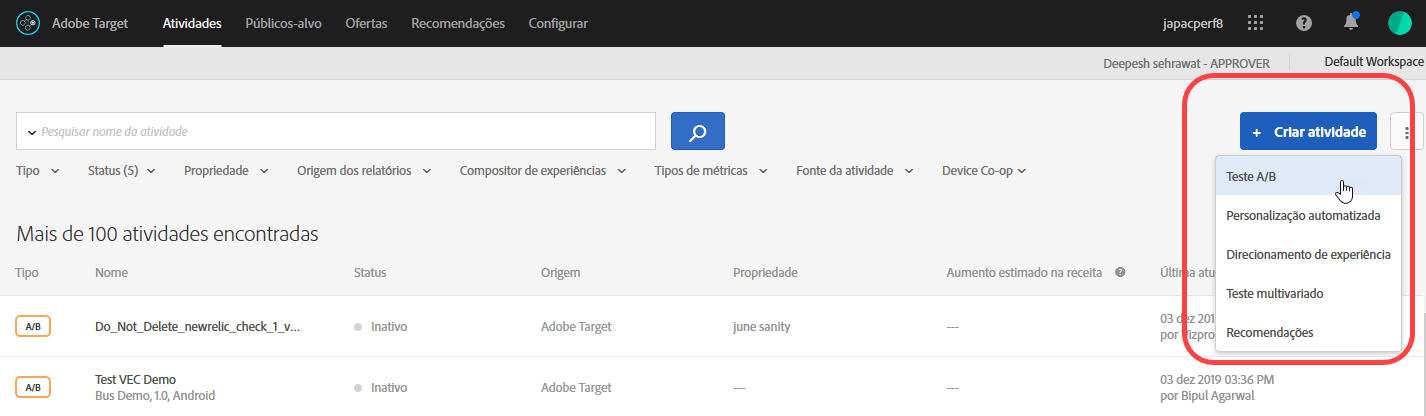 Adobe Target Atividades Públicos-alvo Ofertas Recomendações Configurar japacperf8
Deepesh sehrawat - APPROVER Default Workspace
Pesquisar nome da atividade
+ Criar atividade
Tipo Status (5) Propriedade Origem dos relatórios Compositor de experiências Tipos de métricas Fonte da atividade Device Co-op
Teste A/B
Personalização automatizada
Direcionamento de experiência
Teste multivariado
Recomendações
Mais de 100 atividades encontradas
Tipo Nome Status Origem Propriedade Aumento estimado na receita Última atu
A/B Do_Not_Delete_newrelic_check_1_v... Inativo Adobe Target june sanity --- 03 dez 201
por Vizpro
A/B Test VEC Demo Inativo Adobe Target --- --- 03 dez 2019 03:36 PM
Bus Demo, 1.0, Android por Bipul Agarwal